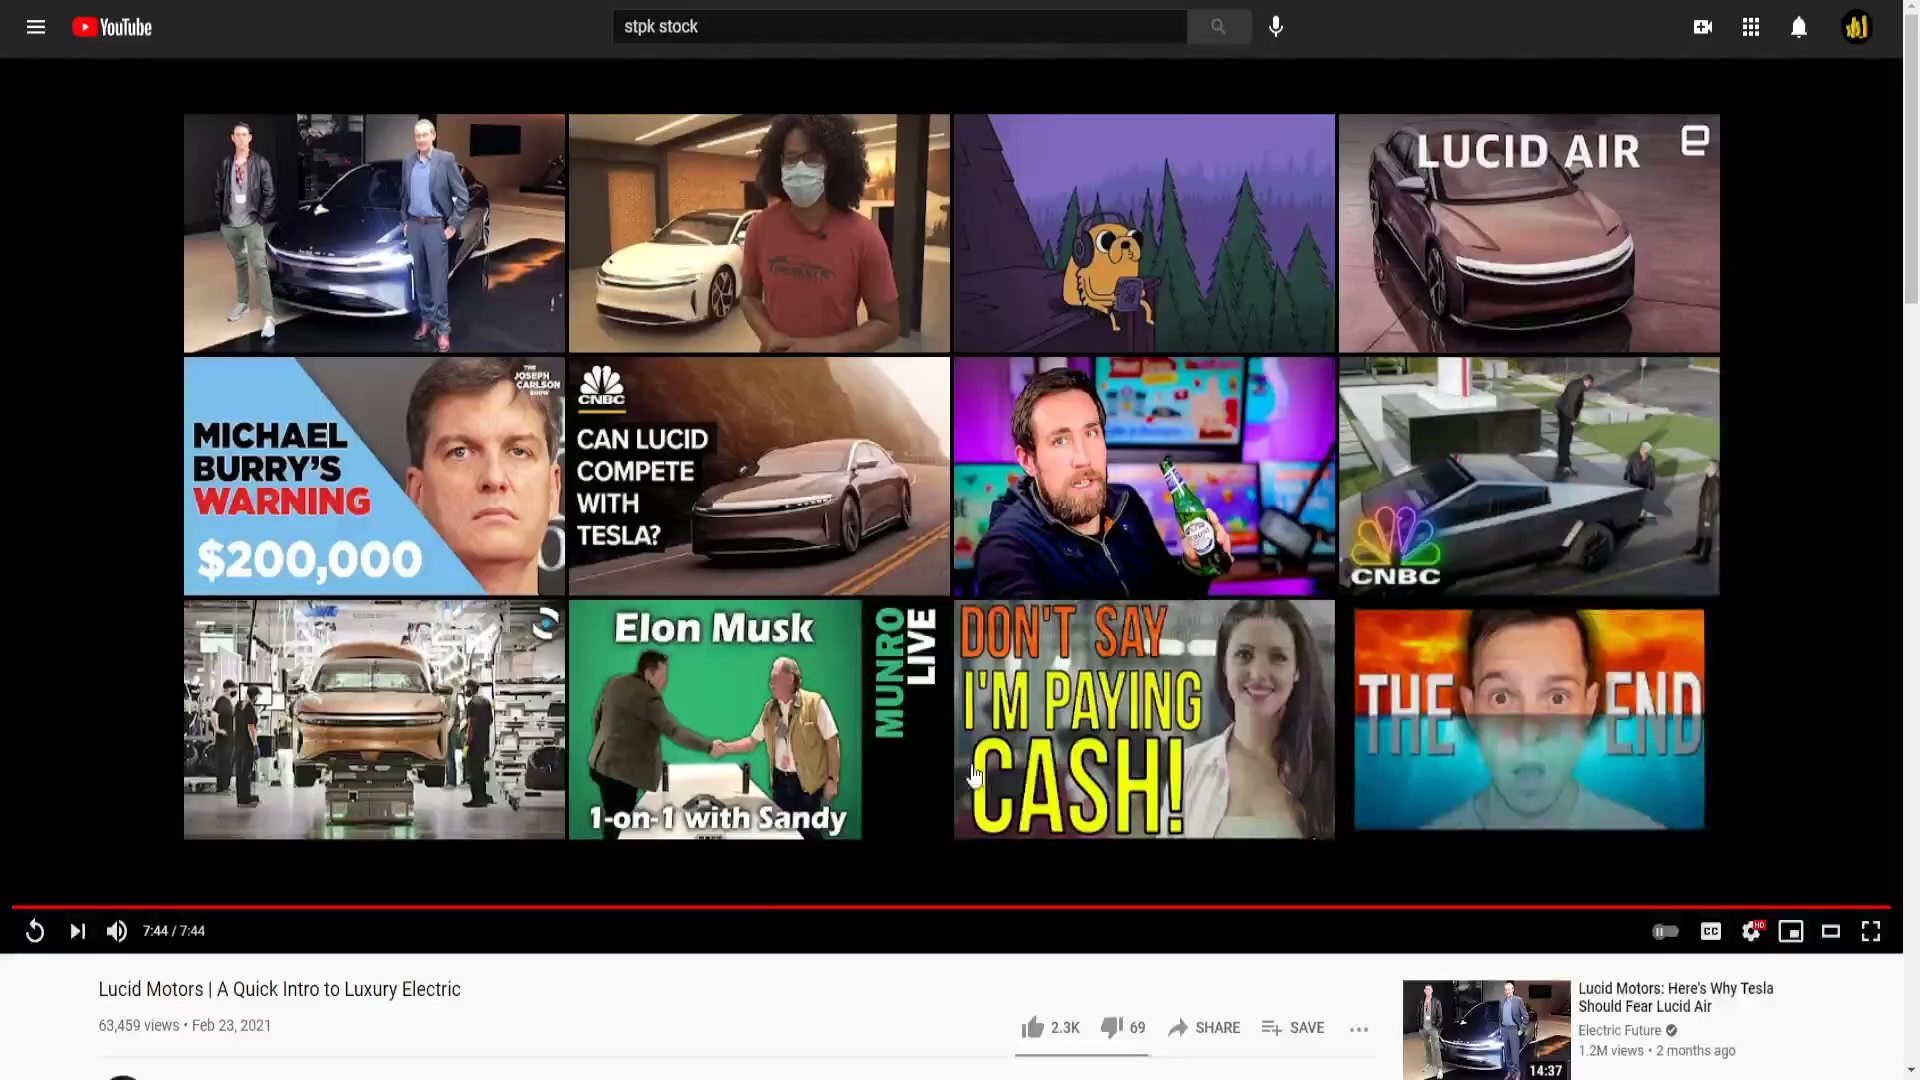 YouTube
stpk stock
LUCID AIR
THE
JOSEPH
CARLSON
SHOW
MICHAEL
BURRY'S
WARNING
$200,000
CNBC
CAN LUCID
COMPETE
WITH
TESLA?
CNBC
Elon Musk
1-on-1 with Sandy
MUNRO
LIVE
DON'T SAY
I'M PAYING
CASH!
THE END
7:44 / 7:44
CC
HD
Lucid Motors | A Quick Intro to Luxury Electric
63,459 views • Feb 23, 2021
2.3K
69
SHARE
SAVE
14:37
Lucid Motors: Here's Why Tesla
Should Fear Lucid Air
Electric Future
1.2M views • 2 months ago